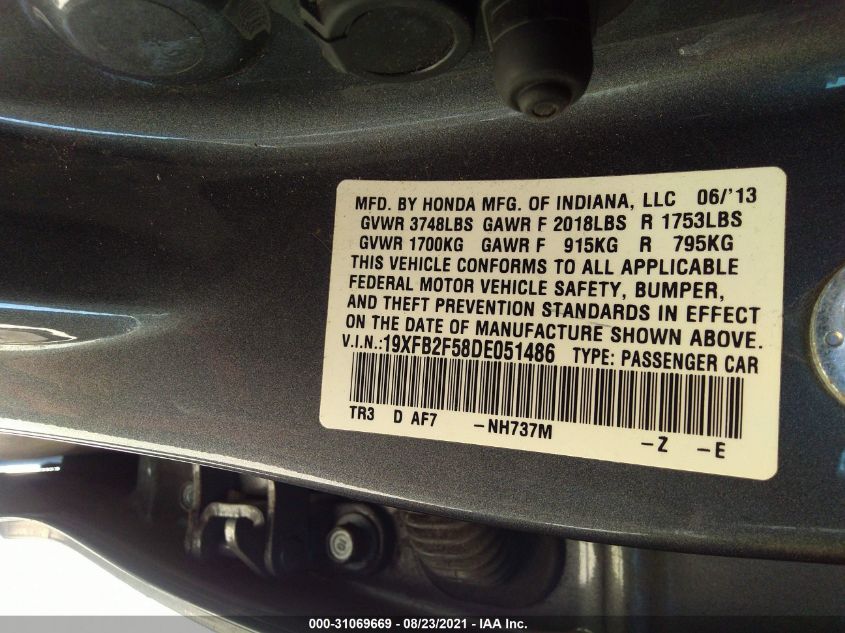 MFD. BY HONDA MFG. OF INDIANA, LLC 06/'13
GVWR 3748LBS GAWR F 2018LBS R 1753LBS
GVWR 1700KG GAWR F 915KG R 795KG
THIS VEHICLE CONFORMS TO ALL APPLICABLE
FEDERAL MOTOR VEHICLE SAFETY, BUMPER,
AND THEFT PREVENTION STANDARDS IN EFFECT
ON THE DATE OF MANUFACTURE SHOWN ABOVE.
V.I.N.:19XFB2F58DE051486 TYPE: PASSENGER CAR
TR3 D AF7 -NH737M -Z -E
000-31069669 - 08/23/2021 - IAA Inc.